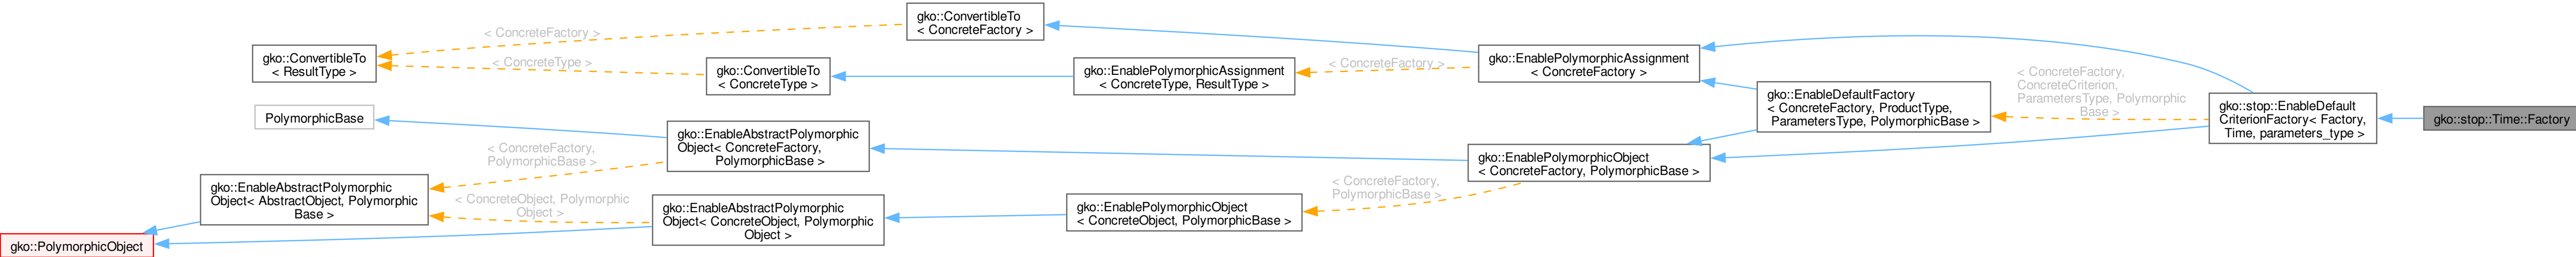 gko::ConvertibleTo
< ConcreteFactory >
< ConcreteFactory >
gko::ConvertibleTo
< ResultType >
< ConcreteType >
gko::ConvertibleTo
< ConcreteType >
gko::EnablePolymorphicAssignment
< ConcreteType, ResultType >
< ConcreteFactory >
gko::EnablePolymorphicAssignment
< ConcreteFactory >
gko::EnableDefaultFactory
< ConcreteFactory, ProductType,
ParametersType, PolymorphicBase >
< ConcreteFactory,
ConcreteCriterion,
ParametersType, Polymorphic
Base >
gko::stop::EnableDefault
CriterionFactory< Factory,
Time, parameters_type >
gko::stop::Time::Factory
PolymorphicBase
gko::EnableAbstractPolymorphic
Object< ConcreteFactory,
PolymorphicBase >
< ConcreteFactory,
PolymorphicBase >
gko::EnablePolymorphicObject
< ConcreteFactory, PolymorphicBase >
gko::EnableAbstractPolymorphic
Object< AbstractObject, Polymorphic
Base >
< ConcreteObject, Polymorphic
Object >
gko::EnableAbstractPolymorphic
Object< ConcreteObject, Polymorphic
Object >
gko::EnablePolymorphicObject
< ConcreteObject, PolymorphicBase >
< ConcreteFactory,
PolymorphicBase >
gko::PolymorphicObject